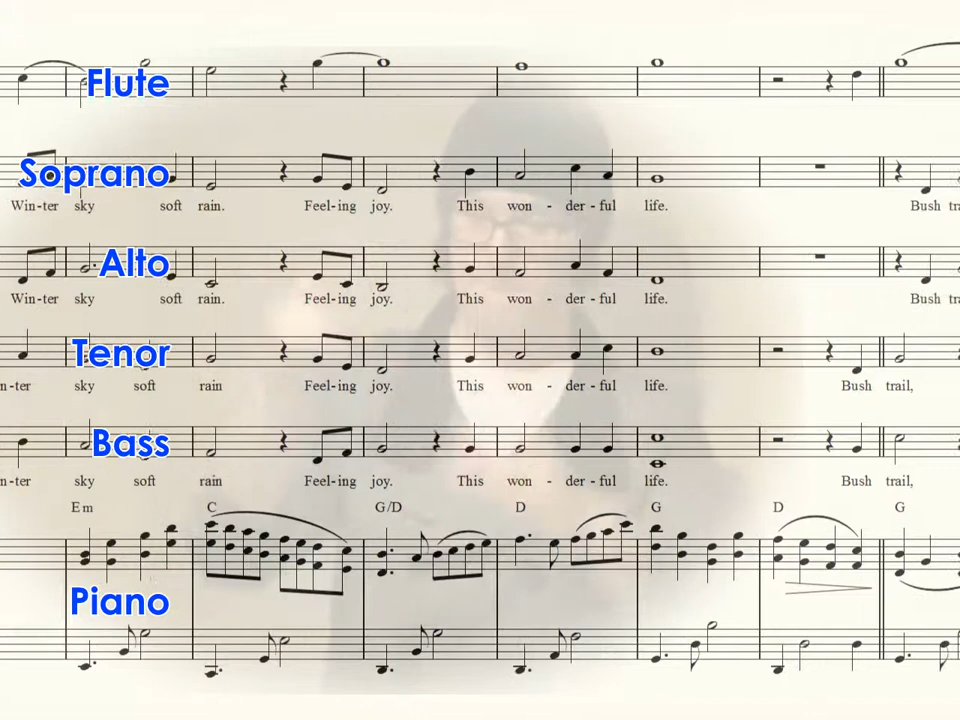 Flute
Soprano
Win-ter sky soft rain. Feel-ing joy. This won - der - ful life. Bush
Alto
Win-ter sky soft rain. Feel-ing joy. This won - der - ful life. Bush
Tenor
n-ter sky soft rain Feel-ing joy. This won - der - ful life. Bush trail,
Bass
n-ter sky soft rain Feel-ing joy. This won - der - ful life. Bush trail,
Em C G/D D G D G
Piano